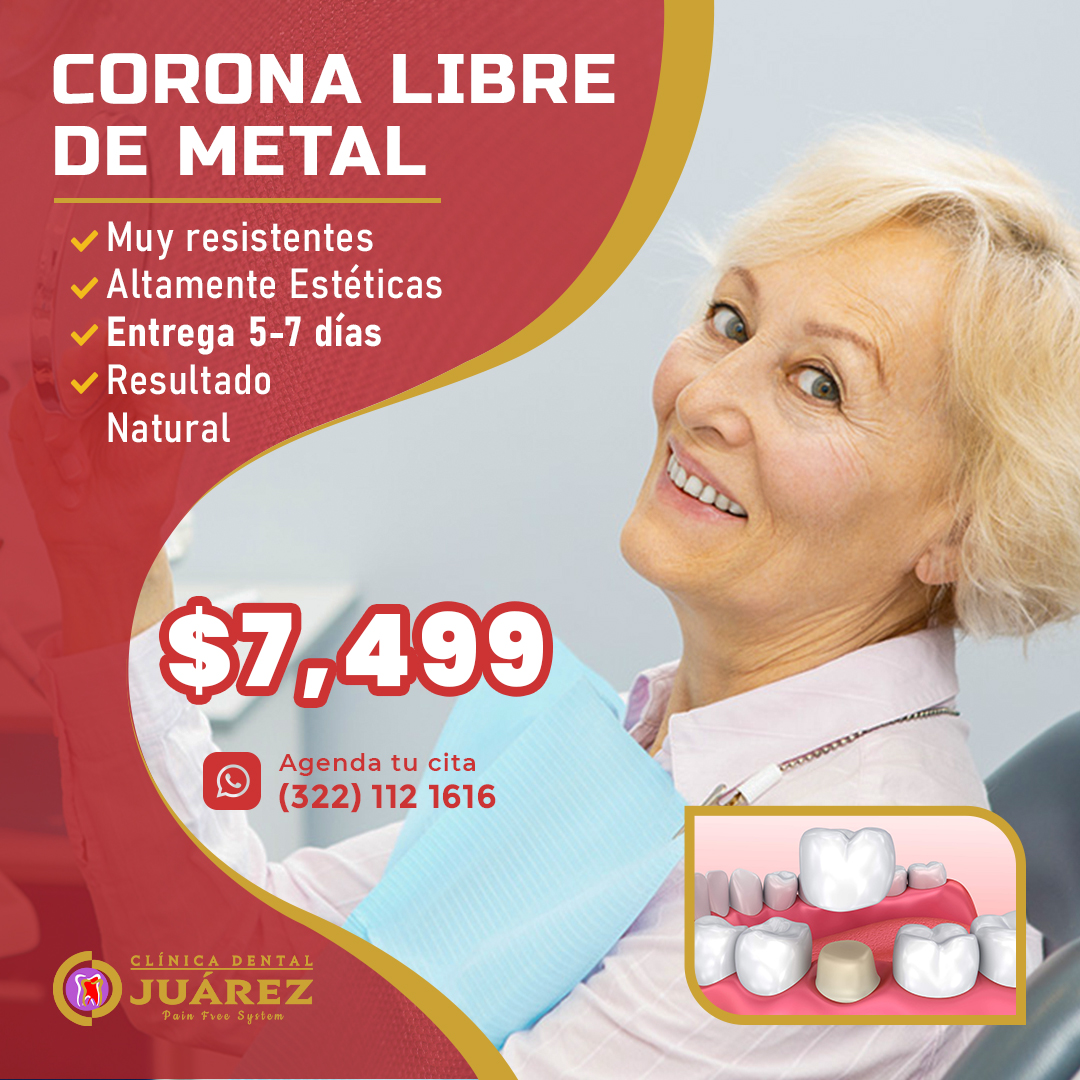 CORONA LIBRE
DE METAL
Muy resistentes
Altamente Estéticas
Entrega 5-7 días
Resultado
Natural
$7,499
Agenda tu cita
(322) 112 1616
CLÍNICA DENTAL
JUÁREZ
Pain Free System